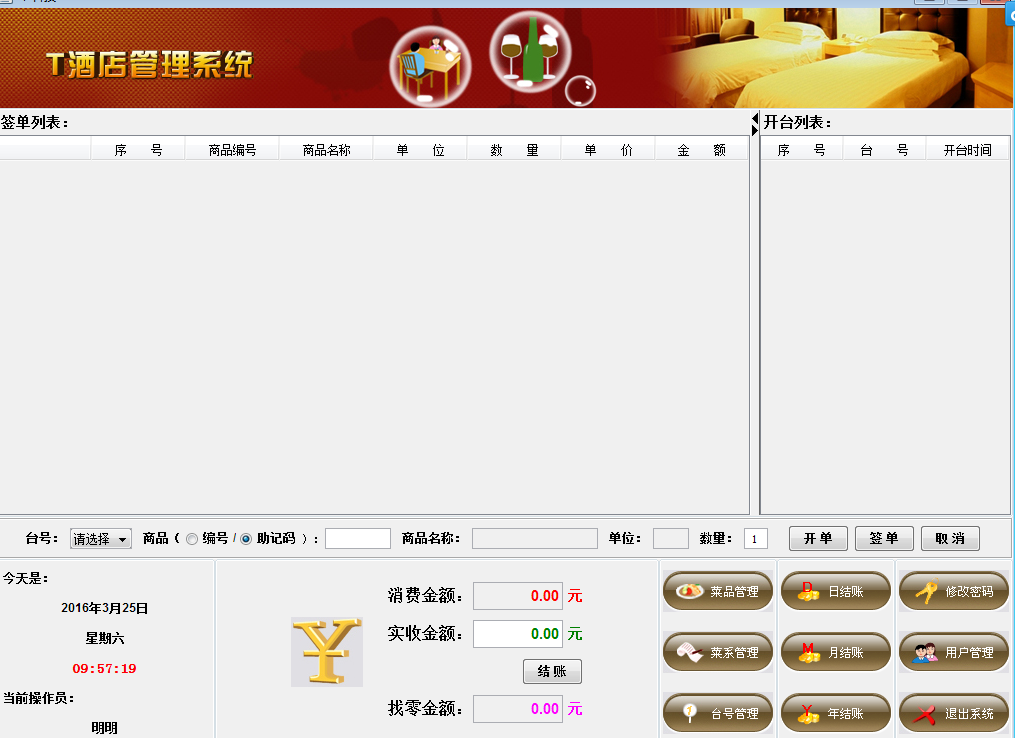 T酒店管理系统
签单列表：
开台列表：
序 号 商品编号 商品名称 单 位 数 量 单 价 金 额
序 号 台 号 开台时间
台号： 请选择 商品（ 编号 / 助记码 ）： 商品名称： 单位： 数量： 1 开 单 签 单 取 消
今天是：
2016年3月25日
星期六
09:57:19
当前操作员：
明明
¥
消费金额： 0.00 元
实收金额： 0.00 元
结 账
找零金额： 0.00 元
菜品管理 日结账 修改密码
菜系管理 月结账 用户管理
台号管理 年结账 退出系统